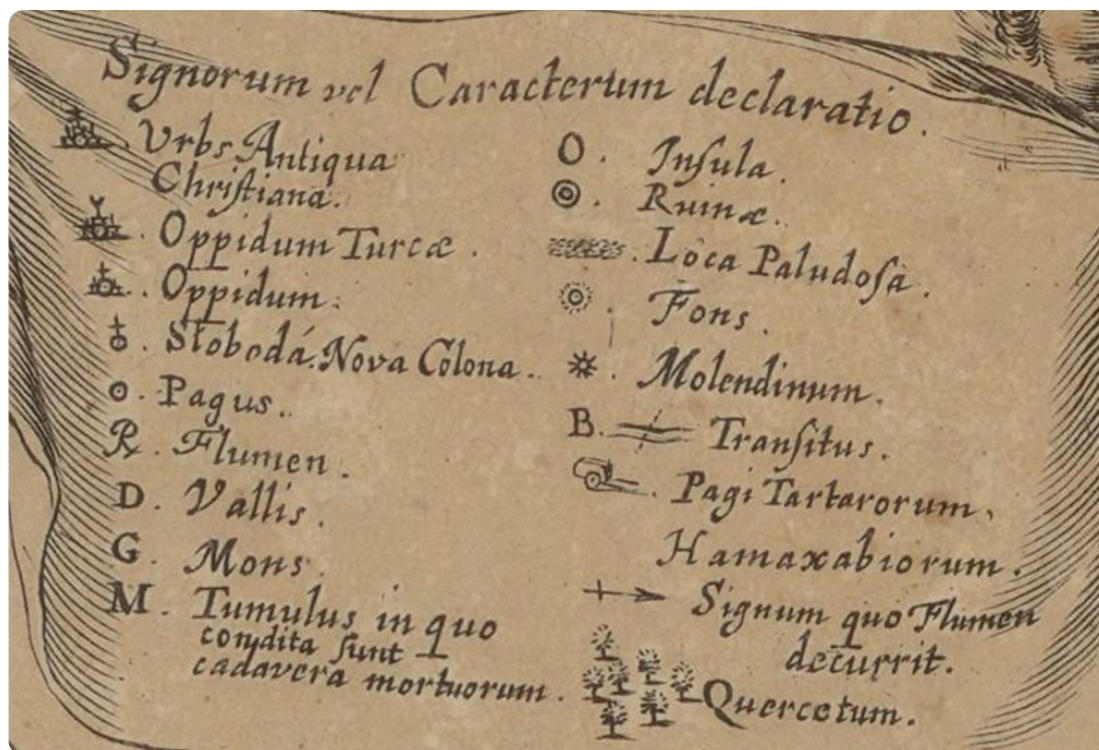 Signorum vel Caracterum declaratio.
Urbs Antiqua
Christiana.
Oppidum Turcæ.
Oppidum.
Slobodá. Nova Colona.
Pagus.
R. Flumen.
D. Vallis.
G. Mons.
M. Tumulus in quo
condita sunt
cadavera mortuorum.
O. Insula.
Ruinæ.
Loca Paludosa.
Fons.
Molendinum.
B. Transitus.
Pagi Tartarorum,
Hamaxabiorum.
Signum quo Flumen
decurrit.
Quercetum.